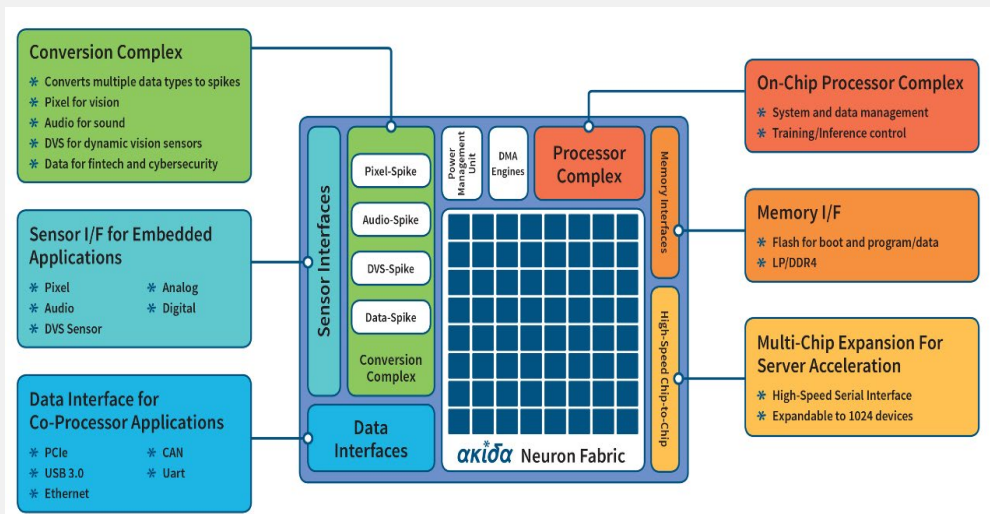 Conversion Complex
* Converts multiple data types to spikes
* Pixel for vision
* Audio for sound
* DVS for dynamic vision sensors
* Data for fintech and cybersecurity
Sensor I/F for Embedded
Applications
* Pixel
* Audio
* DVS Sensor
* Analog
* Digital
Data Interface for
Co-Processor Applications
* PCIe
* USB 3.0
* Ethernet
* CAN
* Uart
Sensor Interfaces
Pixel-Spike
Audio-Spike
DVS-Spike
Data-Spike
Conversion
Complex
Data
Interfaces
Power
Management
Unit
DMA
Engines
Processor
Complex
αkiδα Neuron Fabric
Memory Interfaces
High-Speed Chip-to-Chip
On-Chip Processor Complex
* System and data management
* Training/Inference control
Memory I/F
* Flash for boot and program/data
* LP/DDR4
Multi-Chip Expansion For
Server Acceleration
* High-Speed Serial Interface
* Expandable to 1024 devices